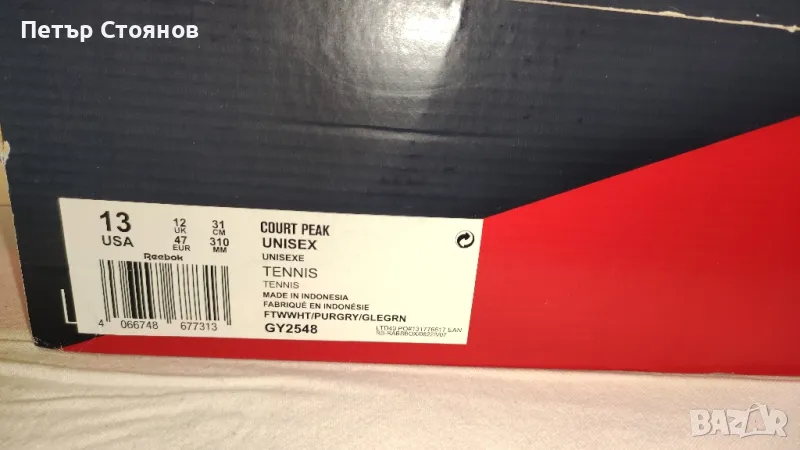 Петър Стоянов
13
USA
12
UK
47
EUR
31
CM
310
MM
Reebok
4 066748 677313
COURT PEAK
UNISEX
UNISEXE
TENNIS
TENNIS
MADE IN INDONESIA
FABRIQUÉ EN INDONÉSIE
FTWWHT/PURGRY/GLEGRN
GY2548
BAZAR